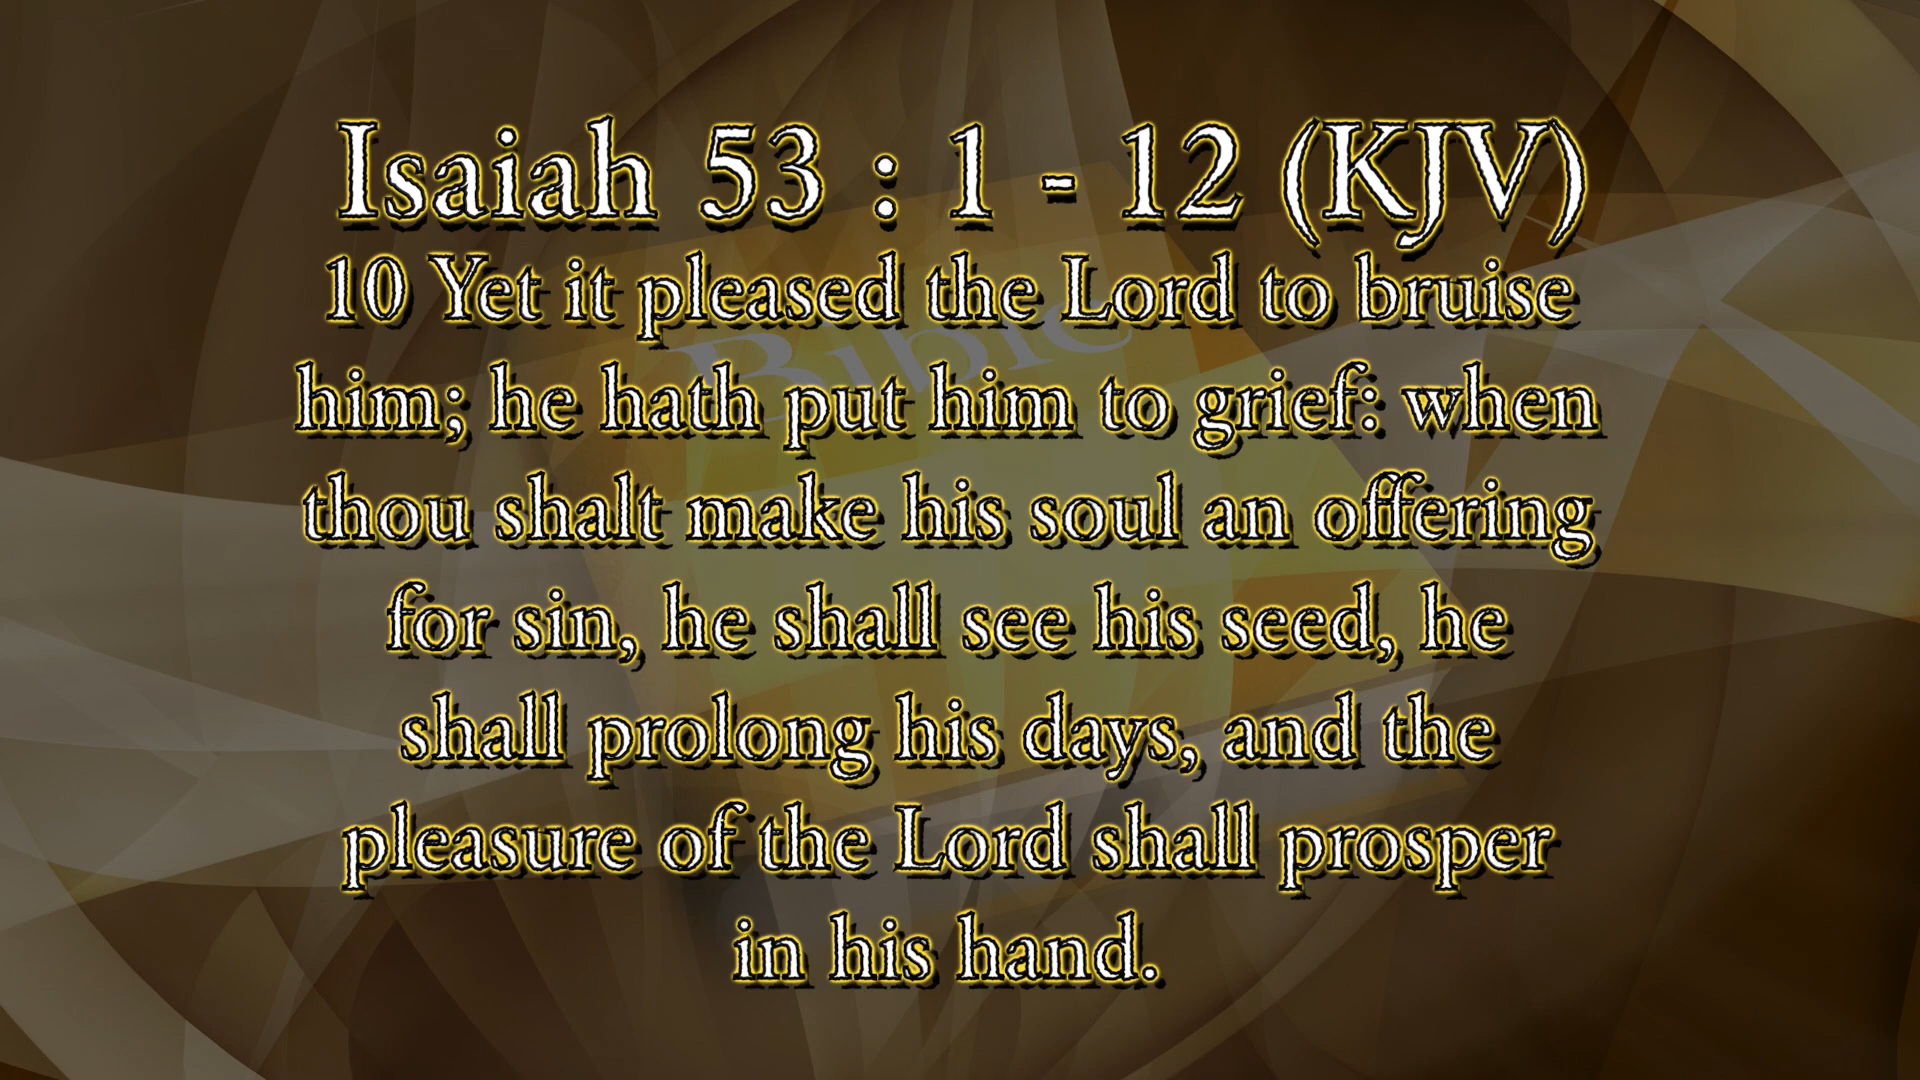 Isaiah 53 : 1 - 12 (KJV)
10 Yet it pleased the Lord to bruise
him; he hath put him to grief: when
thou shalt make his soul an offering
for sin, he shall see his seed, he
shall prolong his days, and the
pleasure of the Lord shall prosper
in his hand.
Bible